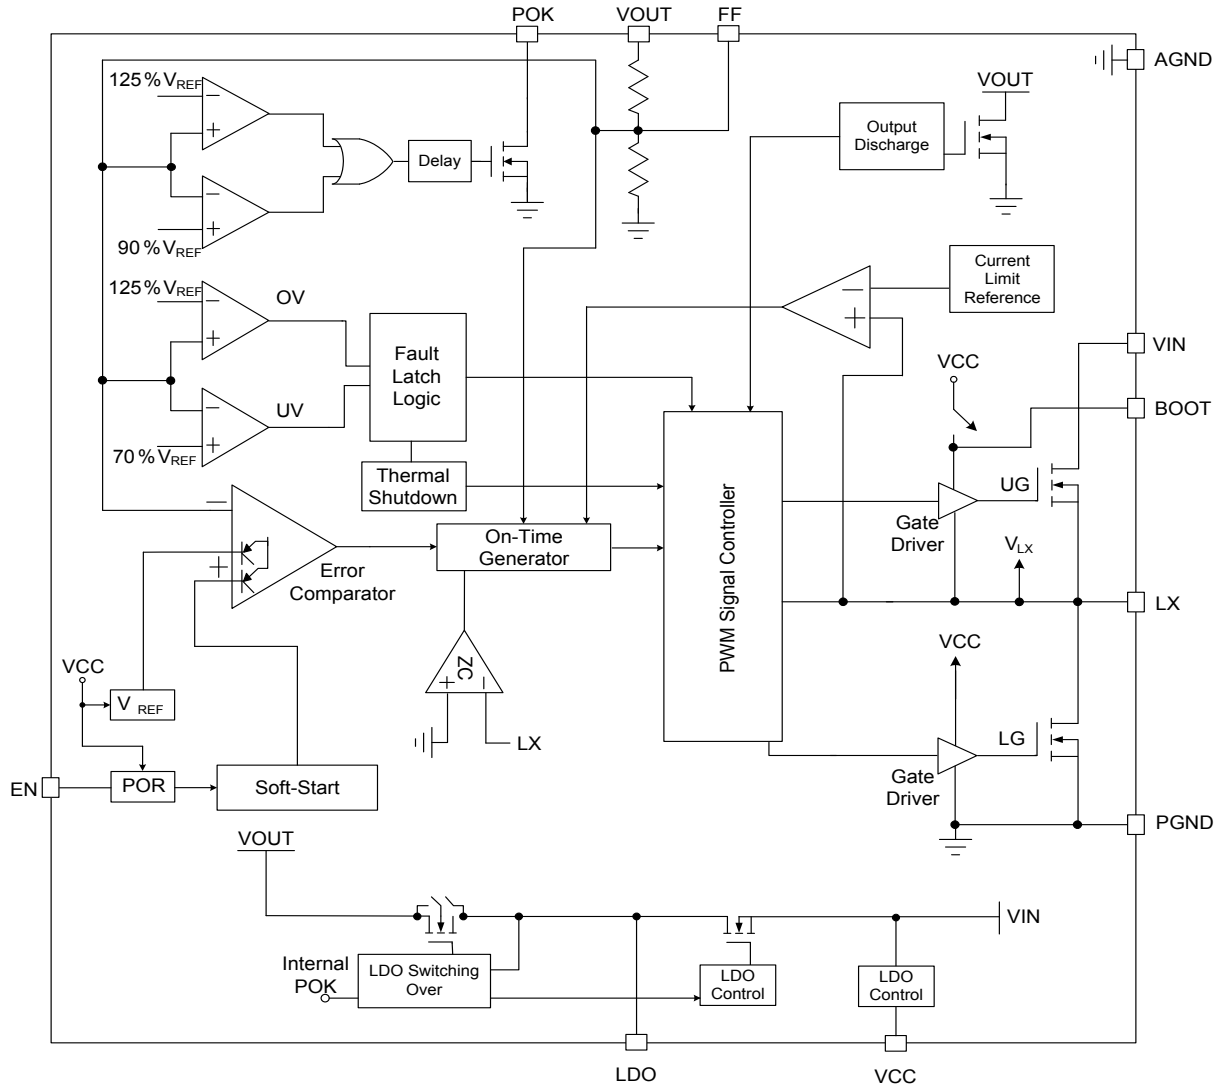 POK
VOUT
FF
AGND
125% VREF
−
+
−
+
90% VREF
Delay
Output
Discharge
VOUT
125% VREF
−
+
OV
−
+
UV
70% VREF
Fault
Latch
Logic
Thermal
Shutdown
Current
Limit
Reference
−
+
VIN
VCC
BOOT
UG
Gate
Driver
VLX
LX
−
+
Error
Comparator
On-Time
Generator
PWM Signal Controller
ZC
+
−
LX
VCC
VREF
EN
POR
Soft-Start
VCC
LG
Gate
Driver
PGND
VOUT
VIN
Internal
POK
LDO Switching
Over
LDO
Control
LDO
Control
LDO
VCC